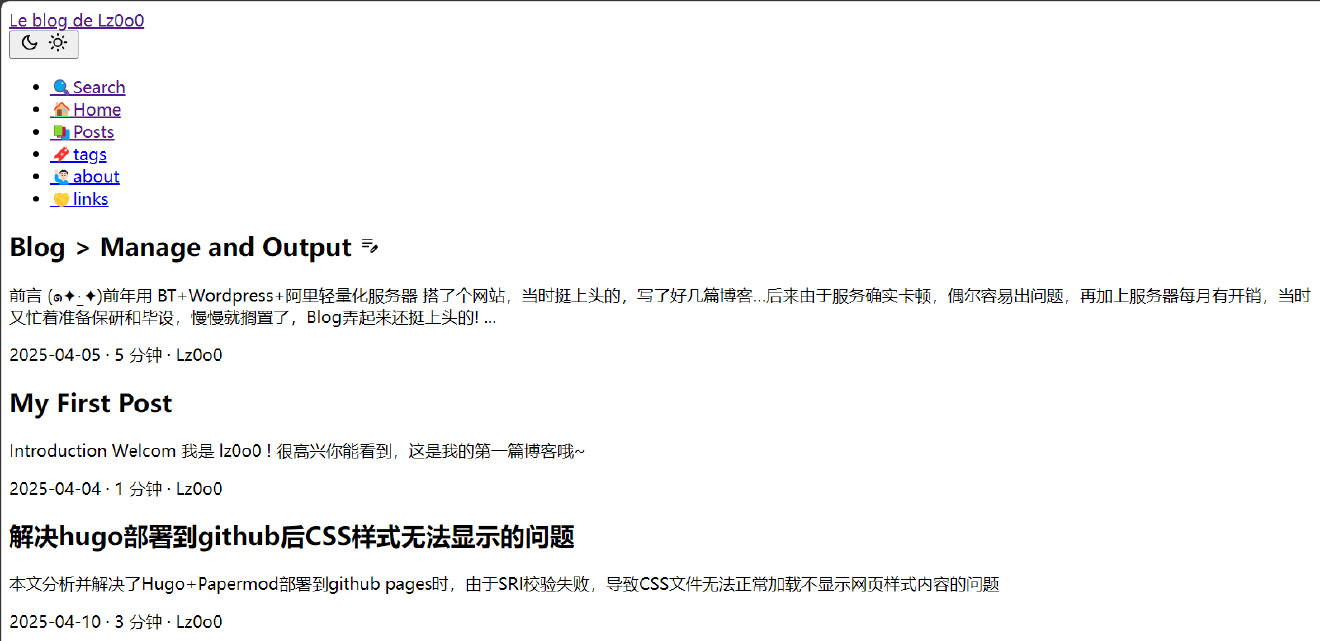 Le blog de Lz0o0
Search
Home
Posts
tags
about
links
Blog > Manage and Output
前言 (๑✦ˑ̫✦)前年用 BT+Wordpress+阿里轻量化服务器 搭了个网站，当时挺上头的，写了好几篇博客…后来由于服务确实卡顿，偶尔容易出问题，再加上服务器每月有开销，当时
又忙着准备保研和毕设，慢慢就搁置了，Blog弄起来还挺上头的! ...
2025-04-05 · 5 分钟 · Lz0o0
My First Post
Introduction Welcom 我是 lz0o0 ! 很高兴你能看到，这是我的第一篇博客哦~
2025-04-04 · 1 分钟 · Lz0o0
解决hugo部署到github后CSS样式无法显示的问题
本文分析并解决了Hugo+Papermod部署到github pages时，由于SRI校验失败，导致CSS文件无法正常加载不显示网页样式内容的问题
2025-04-10 · 3 分钟 · Lz0o0